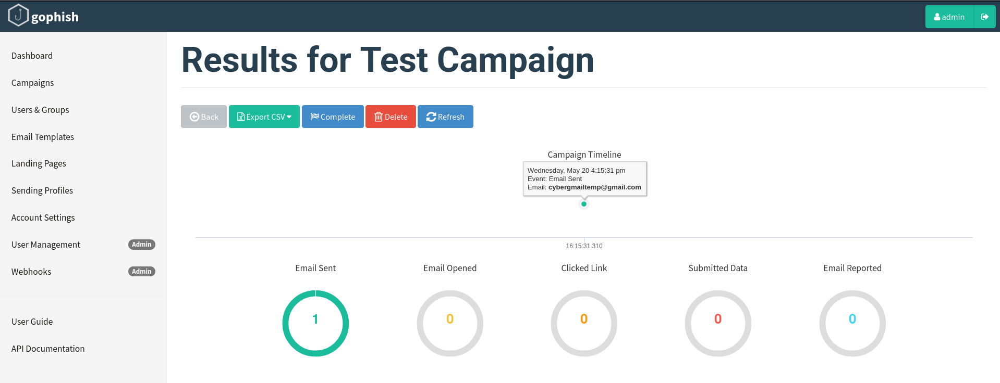 gophish
admin
Dashboard
Campaigns
Users & Groups
Email Templates
Landing Pages
Sending Profiles
Account Settings
User Management Admin
Webhooks Admin
User Guide
API Documentation
Results for Test Campaign
Back Export CSV Complete Delete Refresh
Campaign Timeline
Wednesday, May 20 4:15:31 pm
Event: Email Sent
Email: cybergmailtemp@gmail.com
16:15:31.310
Email Sent Email Opened Clicked Link Submitted Data Email Reported
1 0 0 0 0